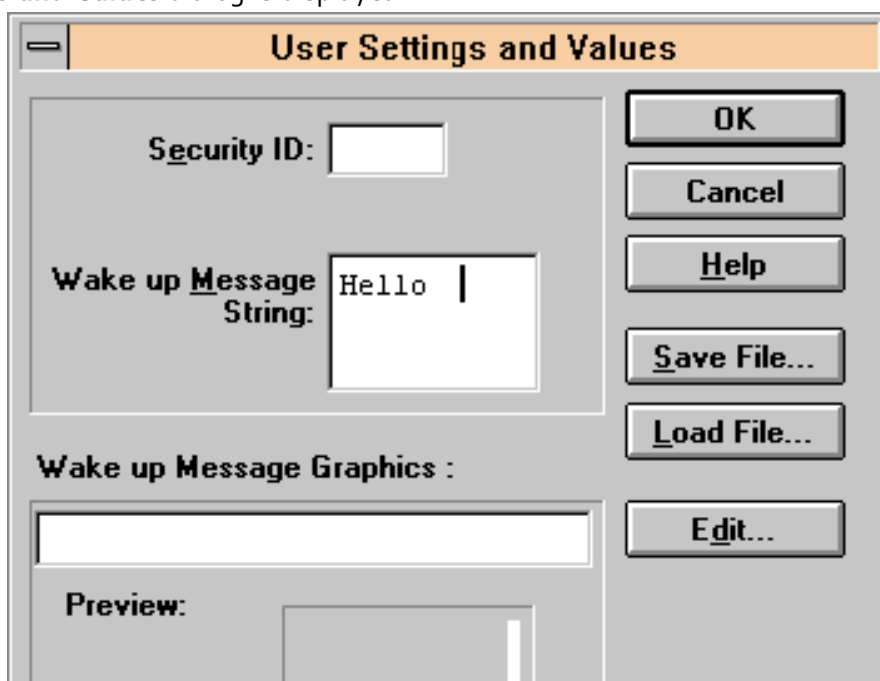 User Settings and Values
Security ID:
OK
Cancel
Wake up Message
String:
Hello
Help
Save File...
Load File...
Wake up Message Graphics :
Edit...
Preview: